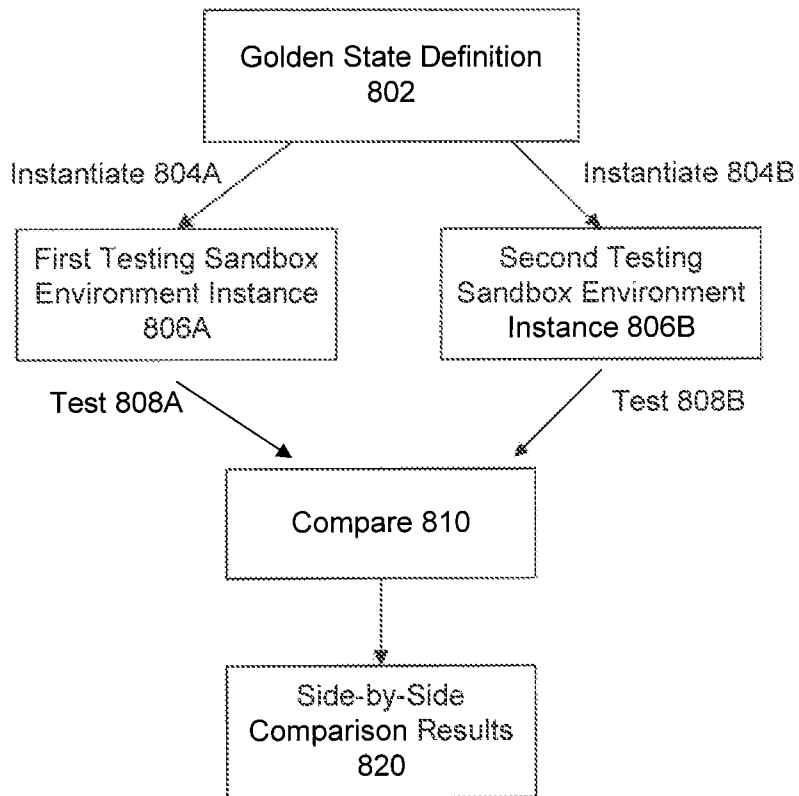 Golden State Definition
802
Instantiate 804A
Instantiate 804B
First Testing Sandbox
Environment Instance
806A
Second Testing
Sandbox Environment
Instance 806B
Test 808A
Test 808B
Compare 810
Side-by-Side
Comparison Results
820